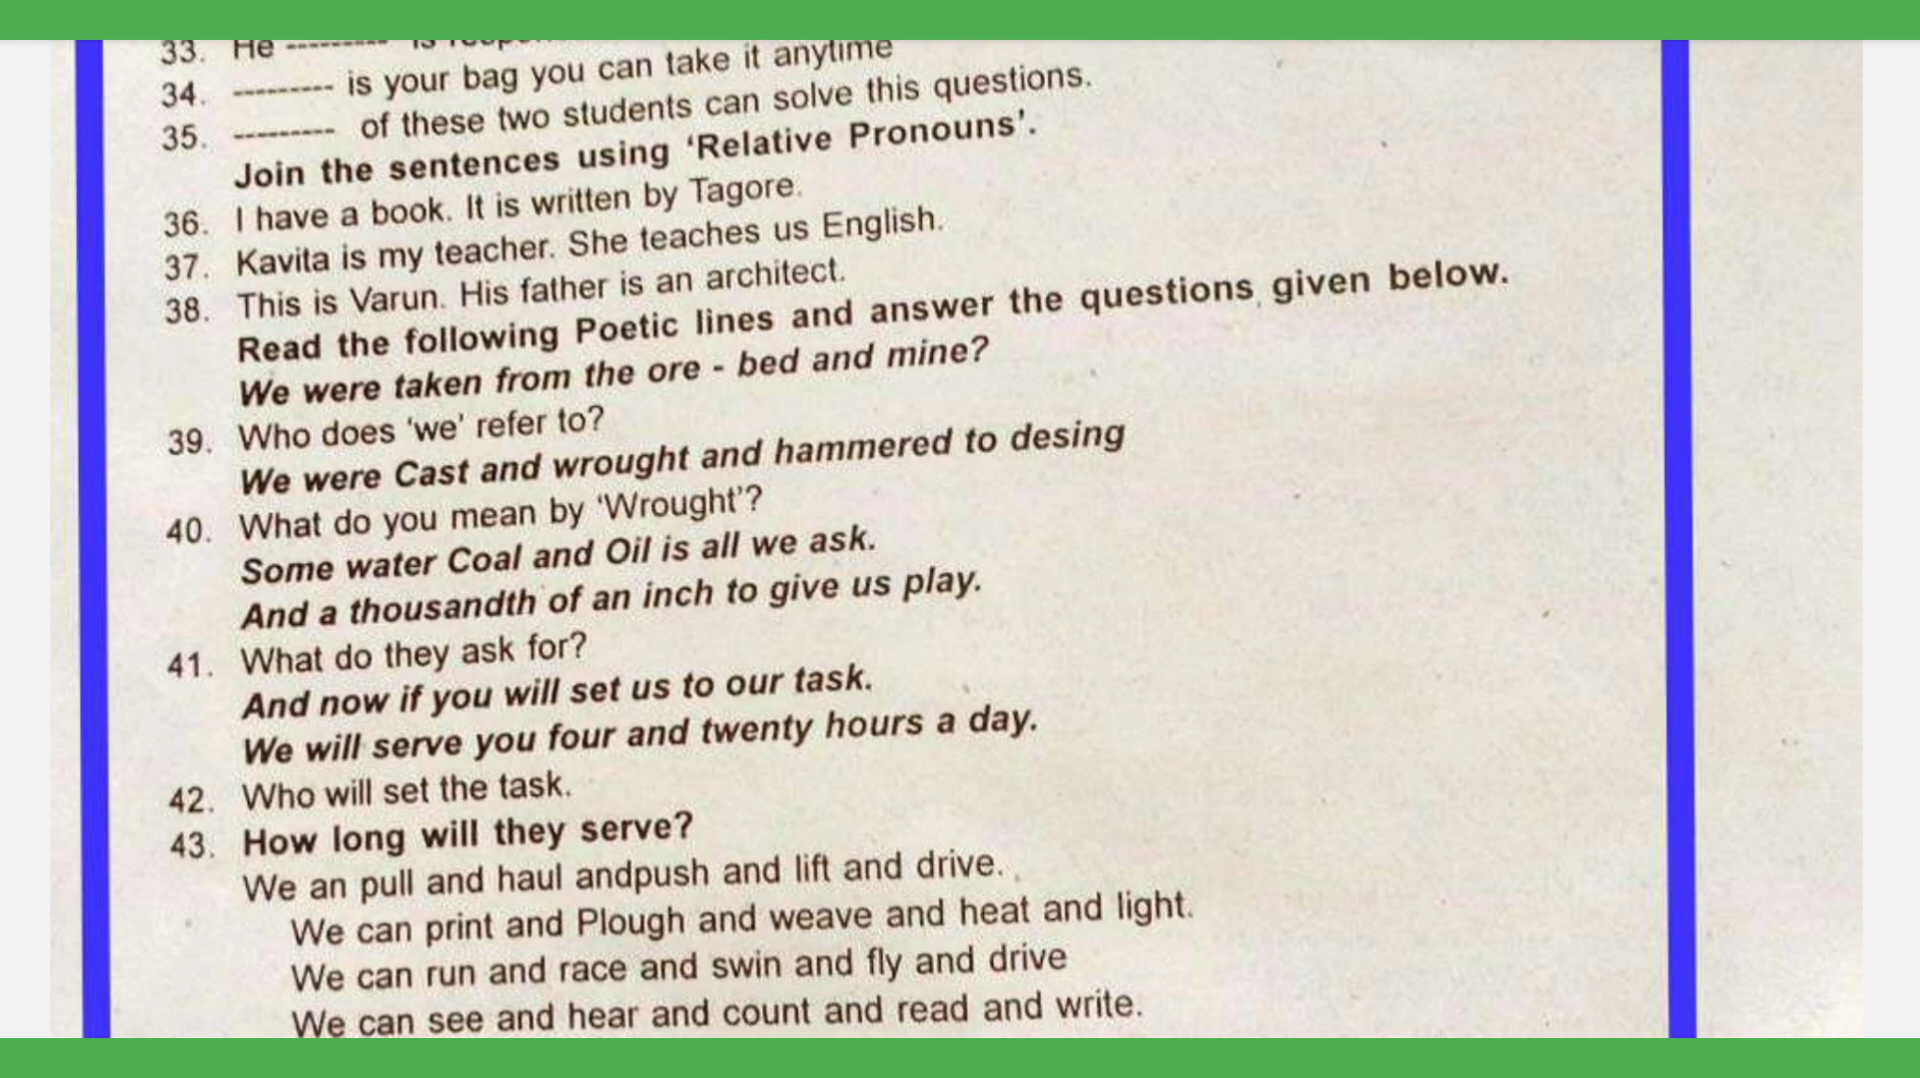 33. He ---------
34. --------- is your bag you can take it anytime
35. --------- of these two students can solve this questions.
Join the sentences using ‘Relative Pronouns’.
36. I have a book. It is written by Tagore.
37. Kavita is my teacher. She teaches us English.
38. This is Varun. His father is an architect.
Read the following Poetic lines and answer the questions given below.
We were taken from the ore - bed and mine?
39. Who does ‘we’ refer to?
We were Cast and wrought and hammered to desing
40. What do you mean by ‘Wrought’?
Some water Coal and Oil is all we ask.
And a thousandth of an inch to give us play.
41. What do they ask for?
And now if you will set us to our task.
We will serve you four and twenty hours a day.
42. Who will set the task.
43. How long will they serve?
We an pull and haul andpush and lift and drive.
We can print and Plough and weave and heat and light.
We can run and race and swin and fly and drive
We can see and hear and count and read and write.